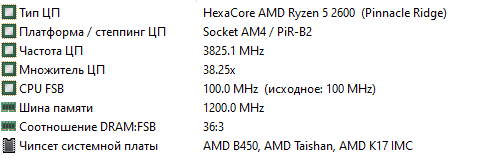 Тип ЦП HexaCore AMD Ryzen 5 2600 (Pinnacle Ridge)
Платформа / степпинг ЦП Socket AM4 / PiR-B2
Частота ЦП 3825.1 MHz
Множитель ЦП 38.25x
CPU FSB 100.0 MHz (исходное: 100 MHz)
Шина памяти 1200.0 MHz
Соотношение DRAM:FSB 36:3
Чипсет системной платы AMD B450, AMD Taishan, AMD K17 IMC